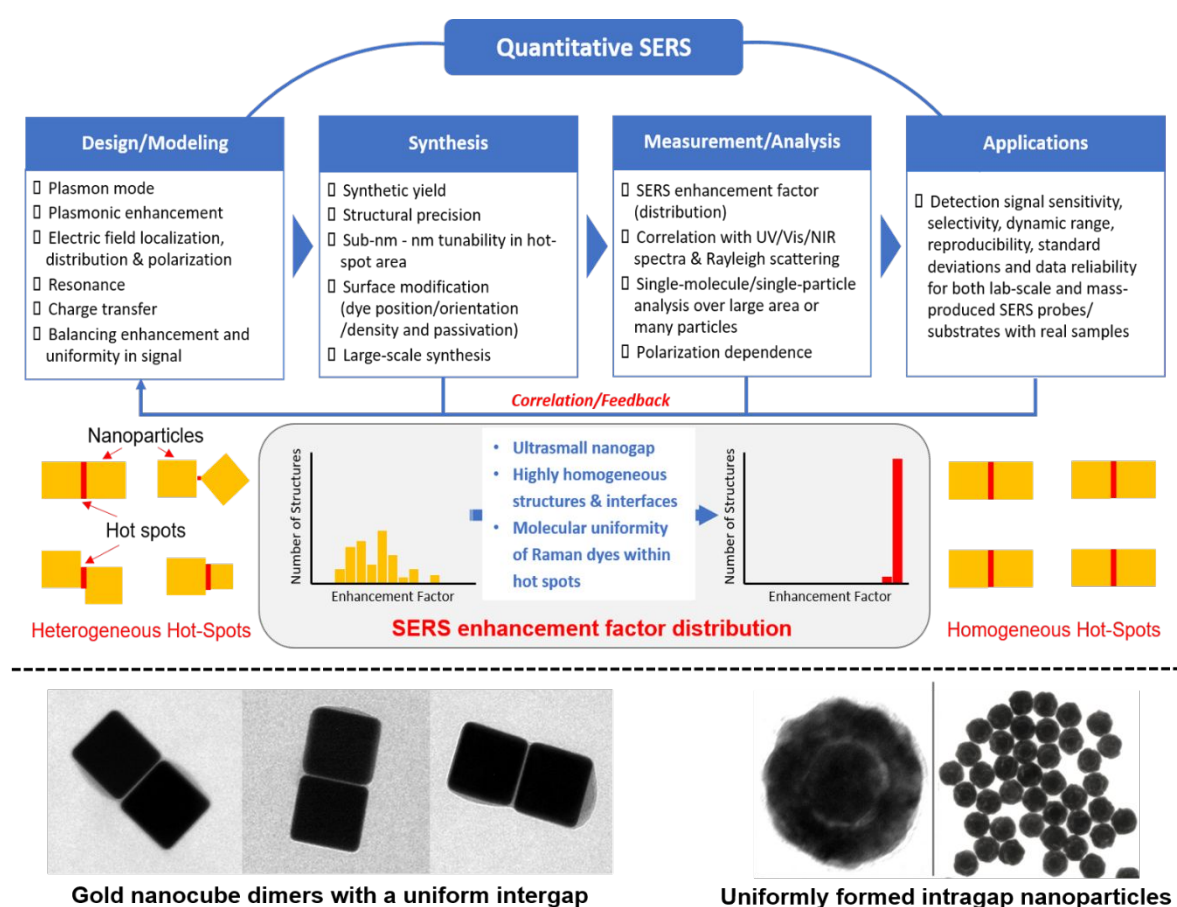 Quantitative SERS
Design/Modeling
▯ Plasmon mode
▯ Plasmonic enhancement
▯ Electric field localization,
distribution & polarization
▯ Resonance
▯ Charge transfer
▯ Balancing enhancement and
uniformity in signal
Synthesis
▯ Synthetic yield
▯ Structural precision
▯ Sub-nm - nm tunability in hot-
spot area
▯ Surface modification
(dye position/orientation
/density and passivation)
▯ Large-scale synthesis
Measurement/Analysis
▯ SERS enhancement factor
(distribution)
▯ Correlation with UV/Vis/NIR
spectra & Rayleigh scattering
▯ Single-molecule/single-particle
analysis over large area or
many particles
▯ Polarization dependence
Applications
▯ Detection signal sensitivity,
selectivity, dynamic range,
reproducibility, standard
deviations and data reliability
for both lab-scale and mass-
produced SERS probes/
substrates with real samples
Correlation/Feedback
Nanoparticles
Hot spots
Heterogeneous Hot-Spots
Number of Structures
Enhancement Factor
• Ultrasmall nanogap
• Highly homogeneous
structures & interfaces
• Molecular uniformity
of Raman dyes within
hot spots
Number of Structures
Enhancement Factor
SERS enhancement factor distribution
Homogeneous Hot-Spots
Gold nanocube dimers with a uniform intergap
Uniformly formed intragap nanoparticles